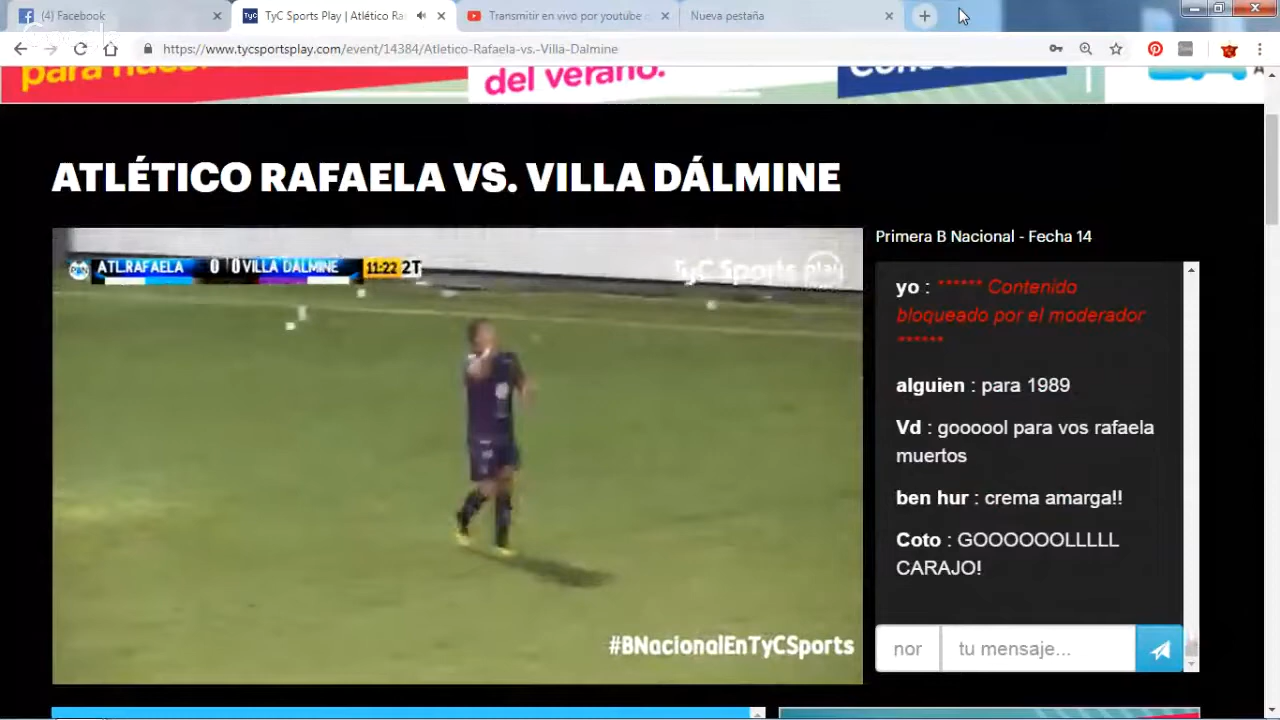 (4) Facebook
TyC Sports Play | Atlético Ra
Transmitir en vivo por youtube
Nueva pestaña
https://www.tycsportsplay.com/event/14384/Atletico-Rafaela-vs.-Villa-Dalmine
del verano.
ATLÉTICO RAFAELA VS. VILLA DÁLMINE
ATL.RAFAELA 0 0 VILLA DALMINE 11:22 2T
TyC Sports play
#BNacionalEnTyCSports
Primera B Nacional - Fecha 14
yo : ****** Contenido
bloqueado por el moderador
******
alguien : para 1989
Vd : goooool para vos rafaela
muertos
ben hur : crema amarga!!
Coto : GOOOOOOLLLLL
CARAJO!
nor
tu mensaje...